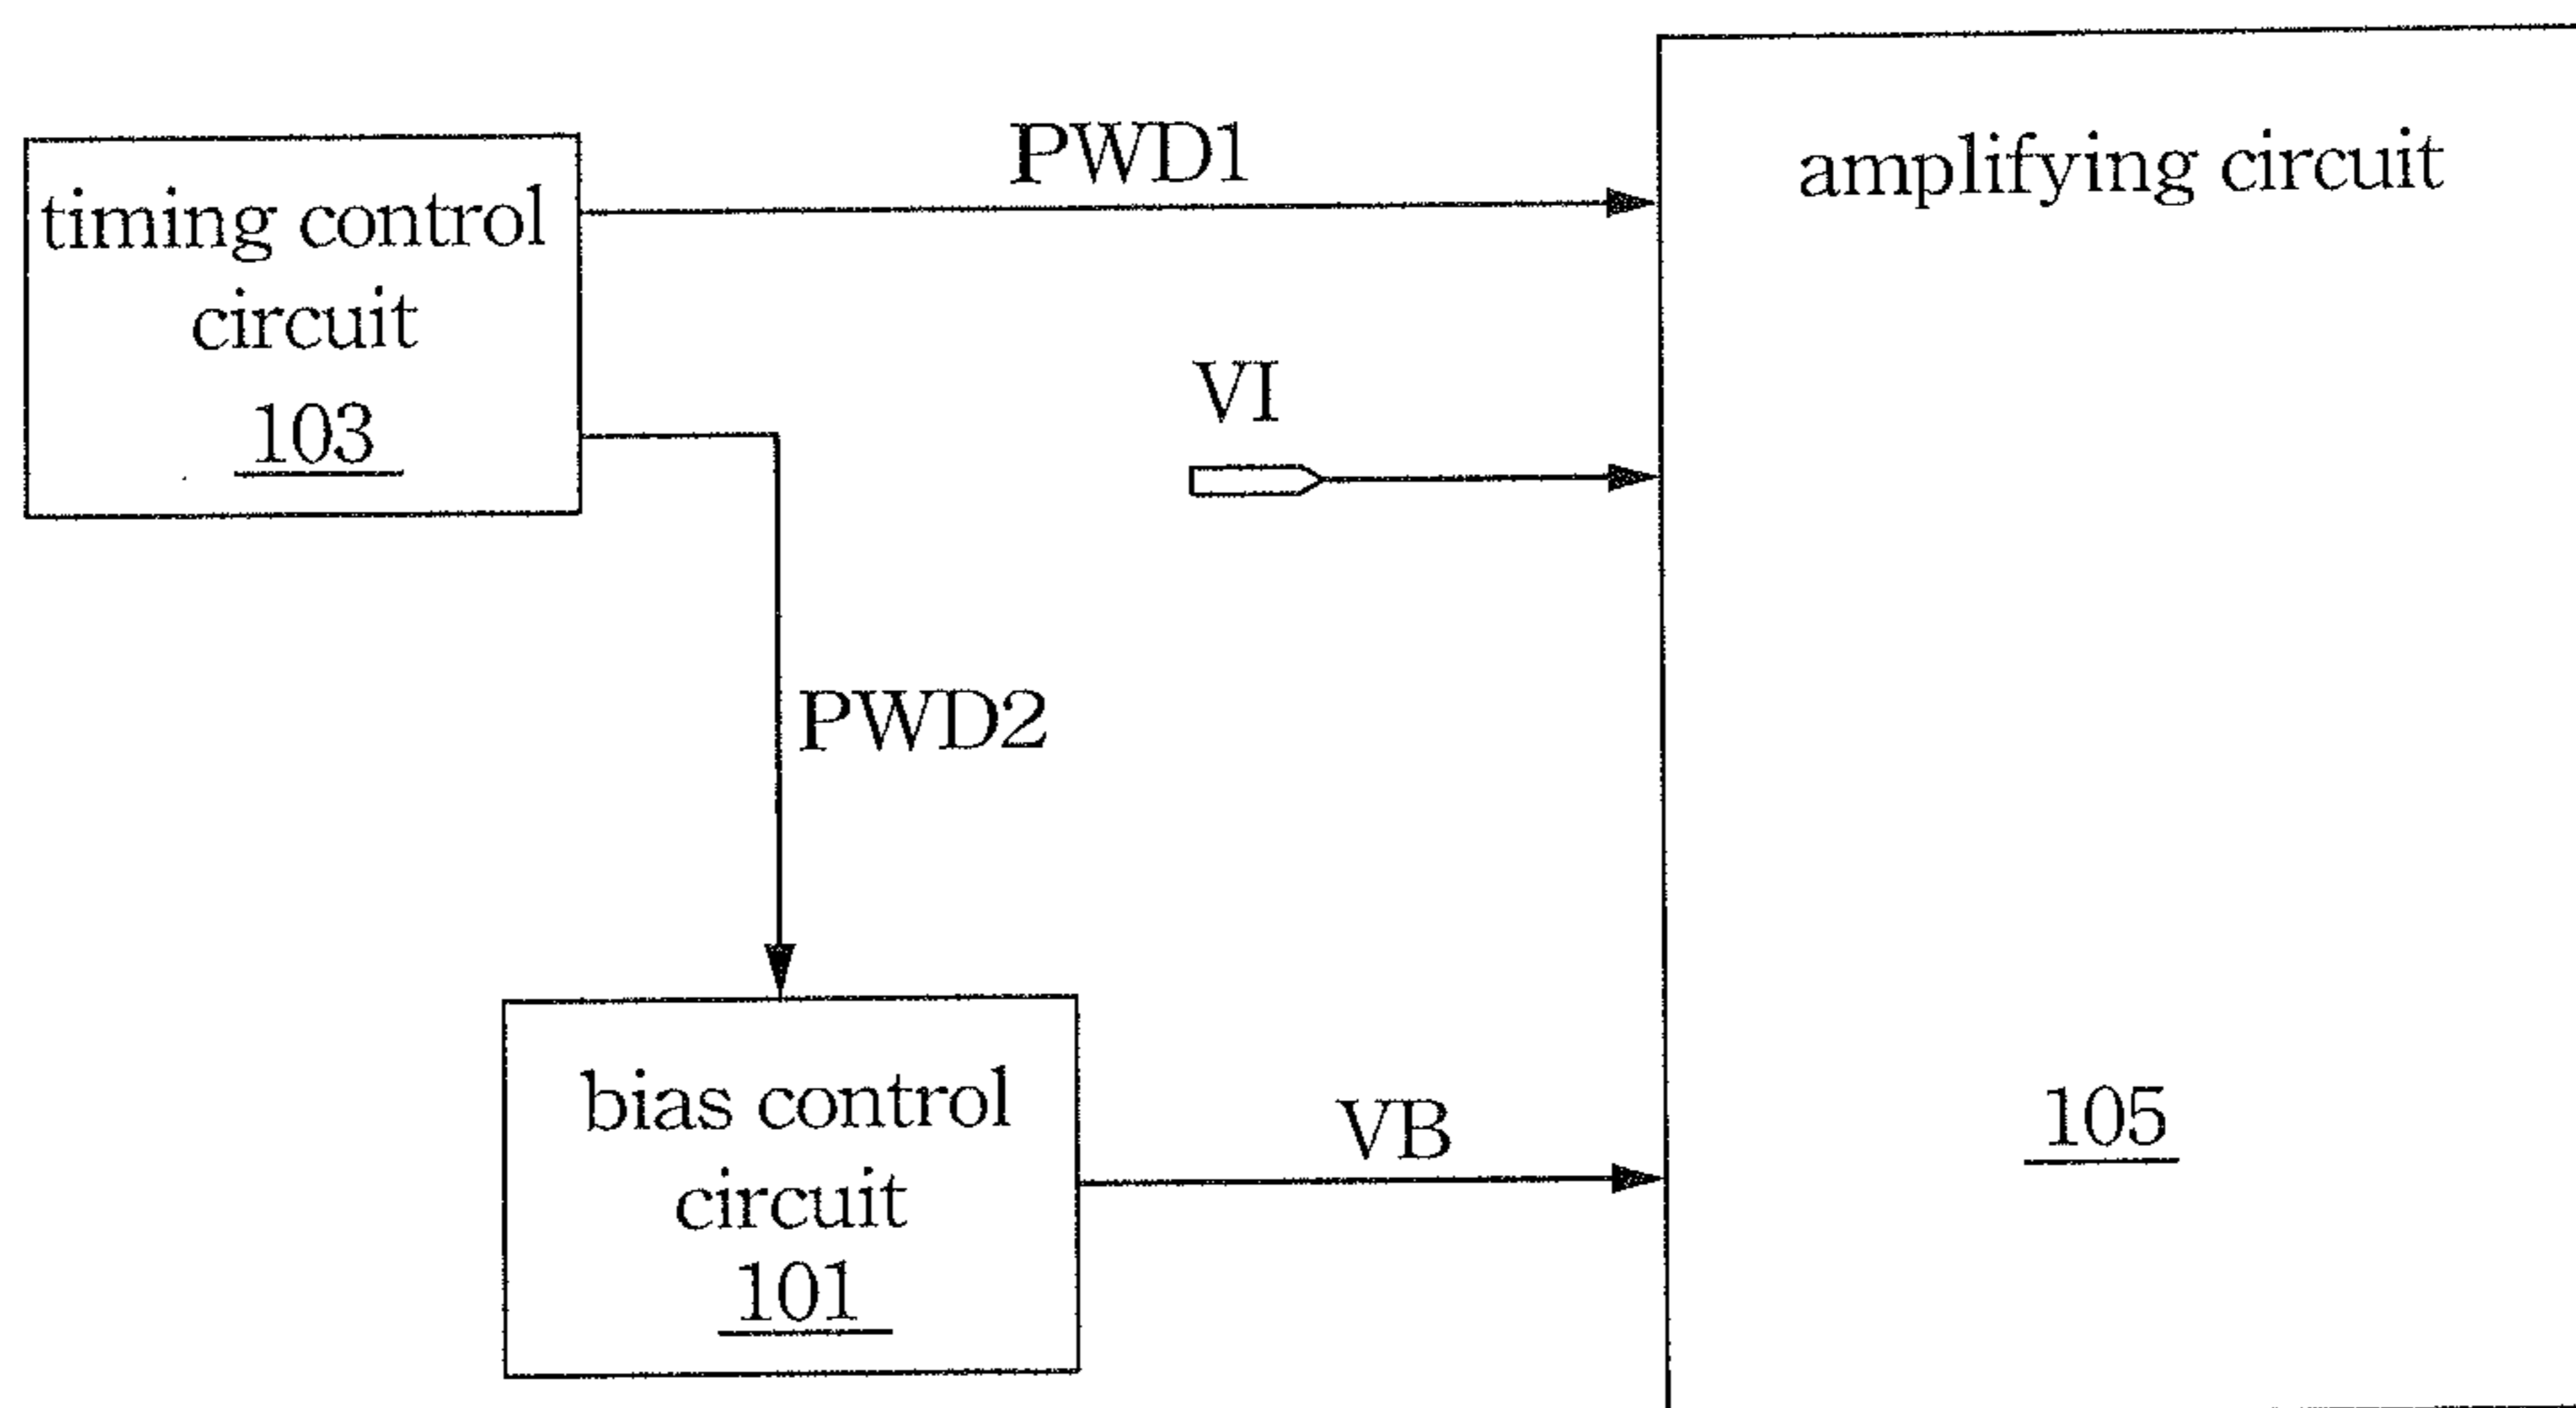 timing control
circuit
103
PWD1
VI
PWD2
bias control
circuit
101
VB
amplifying circuit
105